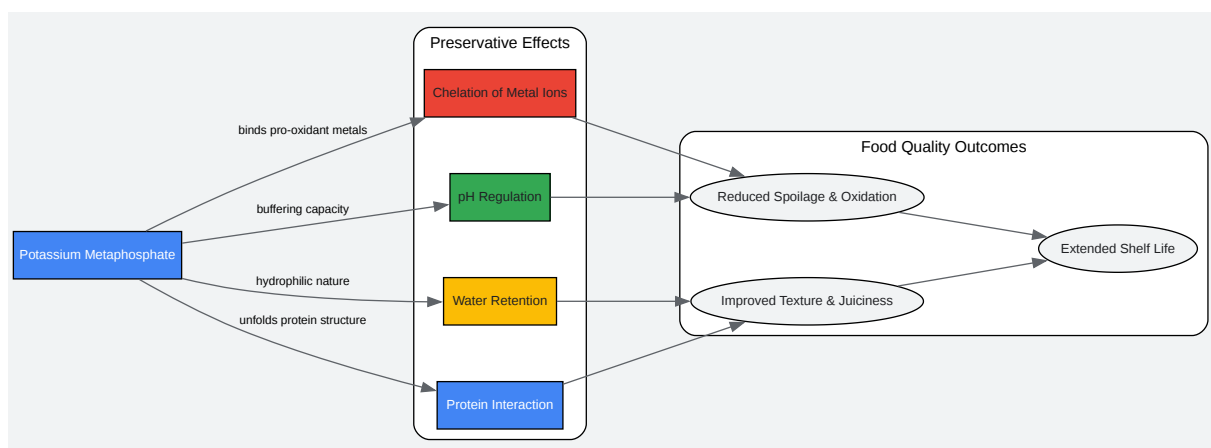 Preservative Effects
Chelation of Metal Ions
binds pro-oxidant metals
Food Quality Outcomes
pH Regulation
Reduced Spoilage & Oxidation
buffering capacity
Potassium Metaphosphate
Extended Shelf Life
hydrophilic nature
Water Retention
Improved Texture & Juiciness
unfolds protein structure
Protein Interaction